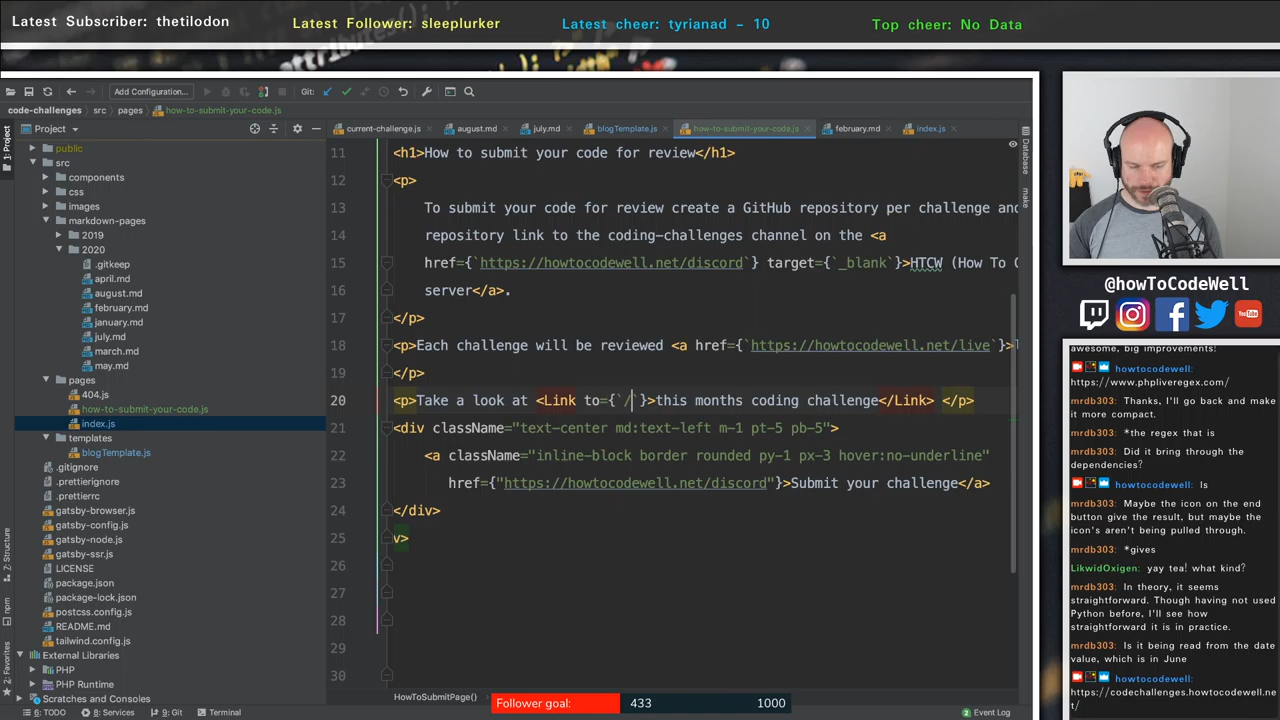 Latest Subscriber: thetilodon
Latest Follower: sleeplurker
Latest cheer: tyrianad - 10
Top cheer: No Data
Add Configuration...
Git:
code-challenges
src
pages
how-to-submit-your-code.js
1: Project
Project
current-challenge.js
august.md
july.md
blogTemplate.js
how-to-submit-your-code.js
february.md
index.js
public
src
components
css
images
markdown-pages
2019
2020
.gitkeep
april.md
august.md
february.md
january.md
july.md
march.md
may.md
pages
404.js
how-to-submit-your-code.js
index.js
templates
blogTemplate.js
.gitignore
.prettierignore
.prettierrc
gatsby-browser.js
gatsby-config.js
gatsby-node.js
gatsby-ssr.js
LICENSE
package.json
package-lock.json
postcss.config.js
README.md
tailwind.config.js
External Libraries
PHP
PHP Runtime
Scratches and Consoles
7: Structure
npm
2: Favorites
11 <h1>How to submit your code for review</h1>
12 <p>
13 To submit your code for review create a GitHub repository per challenge and
14 repository link to the coding-challenges channel on the <a
15 href={`https://howtocodewell.net/discord`} target={`_blank`}>HTCW (How To C
16 server</a>.
17 </p>
18 <p>Each challenge will be reviewed <a href={`https://howtocodewell.net/live`}>
19 </p>
20 <p>Take a look at <Link to={`/`}>this months coding challenge</Link> </p>
21 <div className="text-center md:text-left m-1 pt-5 pb-5">
22 <a className="inline-block border rounded py-1 px-3 hover:no-underline"
23 href={"https://howtocodewell.net/discord"}>Submit your challenge</a>
24 </div>
25 v>
26
27
28
30
HowToSubmitPage()
Database
make
6: TODO
8: Services
9: Git
Terminal
Event Log
Follower goal:
433
1000
@howToCodeWell
You Tube
awesome, big improvements!
howtocodewell:
https://www.phpliveregex.com/
mrdb303: Thanks, I'll go back and make it more compact.
mrdb303: *the regex that is
mrdb303: Did it bring through the dependencies?
howtocodewell: Is
mrdb303: Maybe the icon on the end button give the result, but maybe the icon's aren't being pulled through.
mrdb303: *gives
LikwidOxigen: yay tea! what kind?
mrdb303: In theory, it seems straightforward. Though having not used Python before, I'll see how straightforward it is in practice.
mrdb303: Is it being read from the date value, which is in June
howtocodewell:
https://codechallenges.howtocodewell.ne
t/